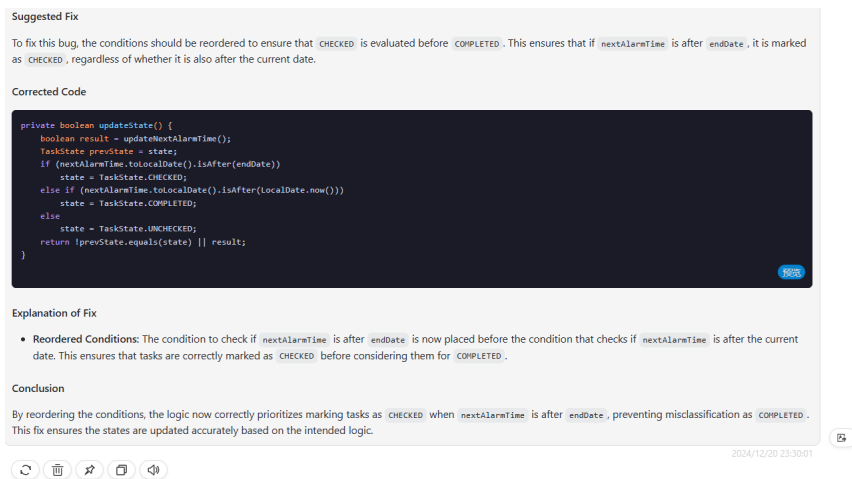 Suggested Fix
To fix this bug, the conditions should be reordered to ensure that CHECKED is evaluated before COMPLETED. This ensures that if nextAlarmTime is after endDate, it is marked
as CHECKED, regardless of whether it is also after the current date.
Corrected Code
private boolean updateState() {
    boolean result = updateNextAlarmTime();
    TaskState prevState = state;
    if (nextAlarmTime.toLocalDate().isAfter(endDate))
        state = TaskState.CHECKED;
    else if (nextAlarmTime.toLocalDate().isAfter(LocalDate.now()))
        state = TaskState.COMPLETED;
    else
        state = TaskState.UNCHECKED;
    return !prevState.equals(state) || result;
}
预览
Explanation of Fix
• Reordered Conditions: The condition to check if nextAlarmTime is after endDate is now placed before the condition that checks if nextAlarmTime is after the current
date. This ensures that tasks are correctly marked as CHECKED before considering them for COMPLETED.
Conclusion
By reordering the conditions, the logic now correctly prioritizes marking tasks as CHECKED when nextAlarmTime is after endDate, preventing misclassification as COMPLETED.
This fix ensures the states are updated accurately based on the intended logic.
2024/12/20 23:30:01